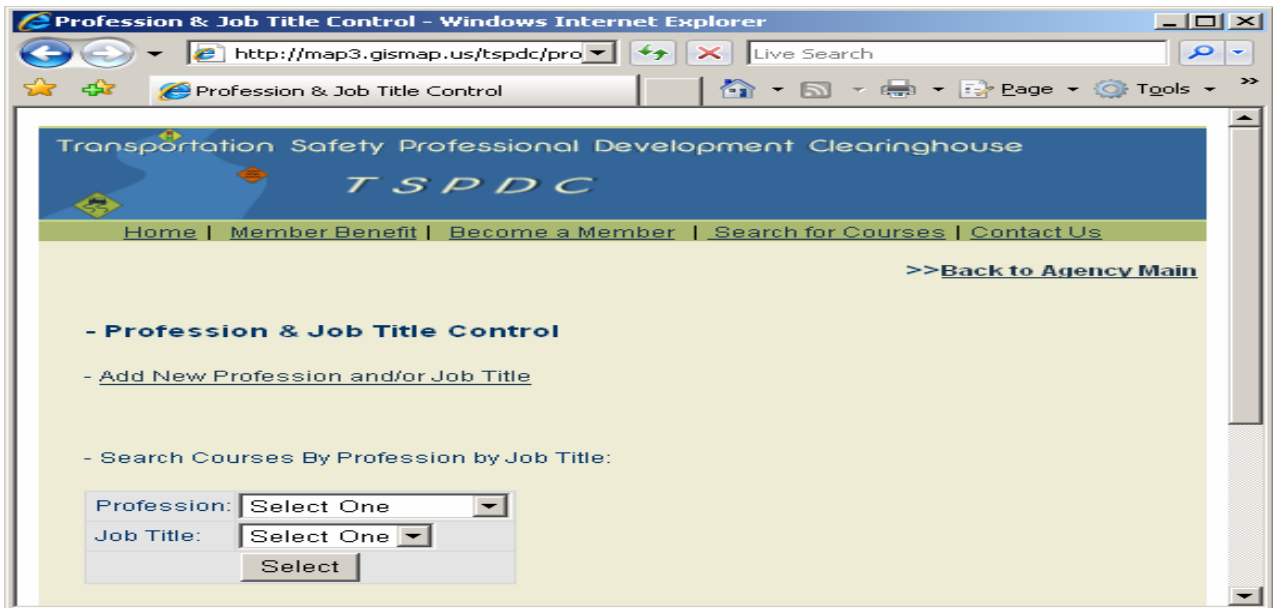 Profession & Job Title Control - Windows Internet Explorer
http://map3.gismap.us/tspdc/pro
Live Search
Profession & Job Title Control
Page
Tools
Transportation Safety Professional Development Clearinghouse
TSPDC
Home | Member Benefit | Become a Member | Search for Courses | Contact Us
>>Back to Agency Main
- Profession & Job Title Control
- Add New Profession and/or Job Title
- Search Courses By Profession by Job Title:
Profession: Select One
Job Title: Select One
Select